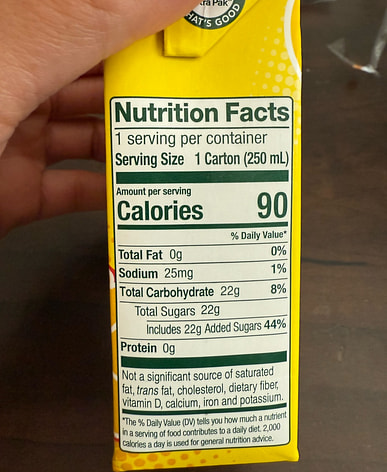 ra Pak
HAT'S GOOD
Nutrition Facts
1 serving per container
Serving Size 1 Carton (250 mL)
Amount per serving
Calories 90
% Daily Value*
Total Fat 0g 0%
Sodium 25mg 1%
Total Carbohydrate 22g 8%
Total Sugars 22g
Includes 22g Added Sugars 44%
Protein 0g
Not a significant source of saturated
fat, trans fat, cholesterol, dietary fiber,
vitamin D, calcium, iron and potassium.
*The % Daily Value (DV) tells you how much a nutrient
in a serving of food contributes to a daily diet. 2,000
calories a day is used for general nutrition advice.